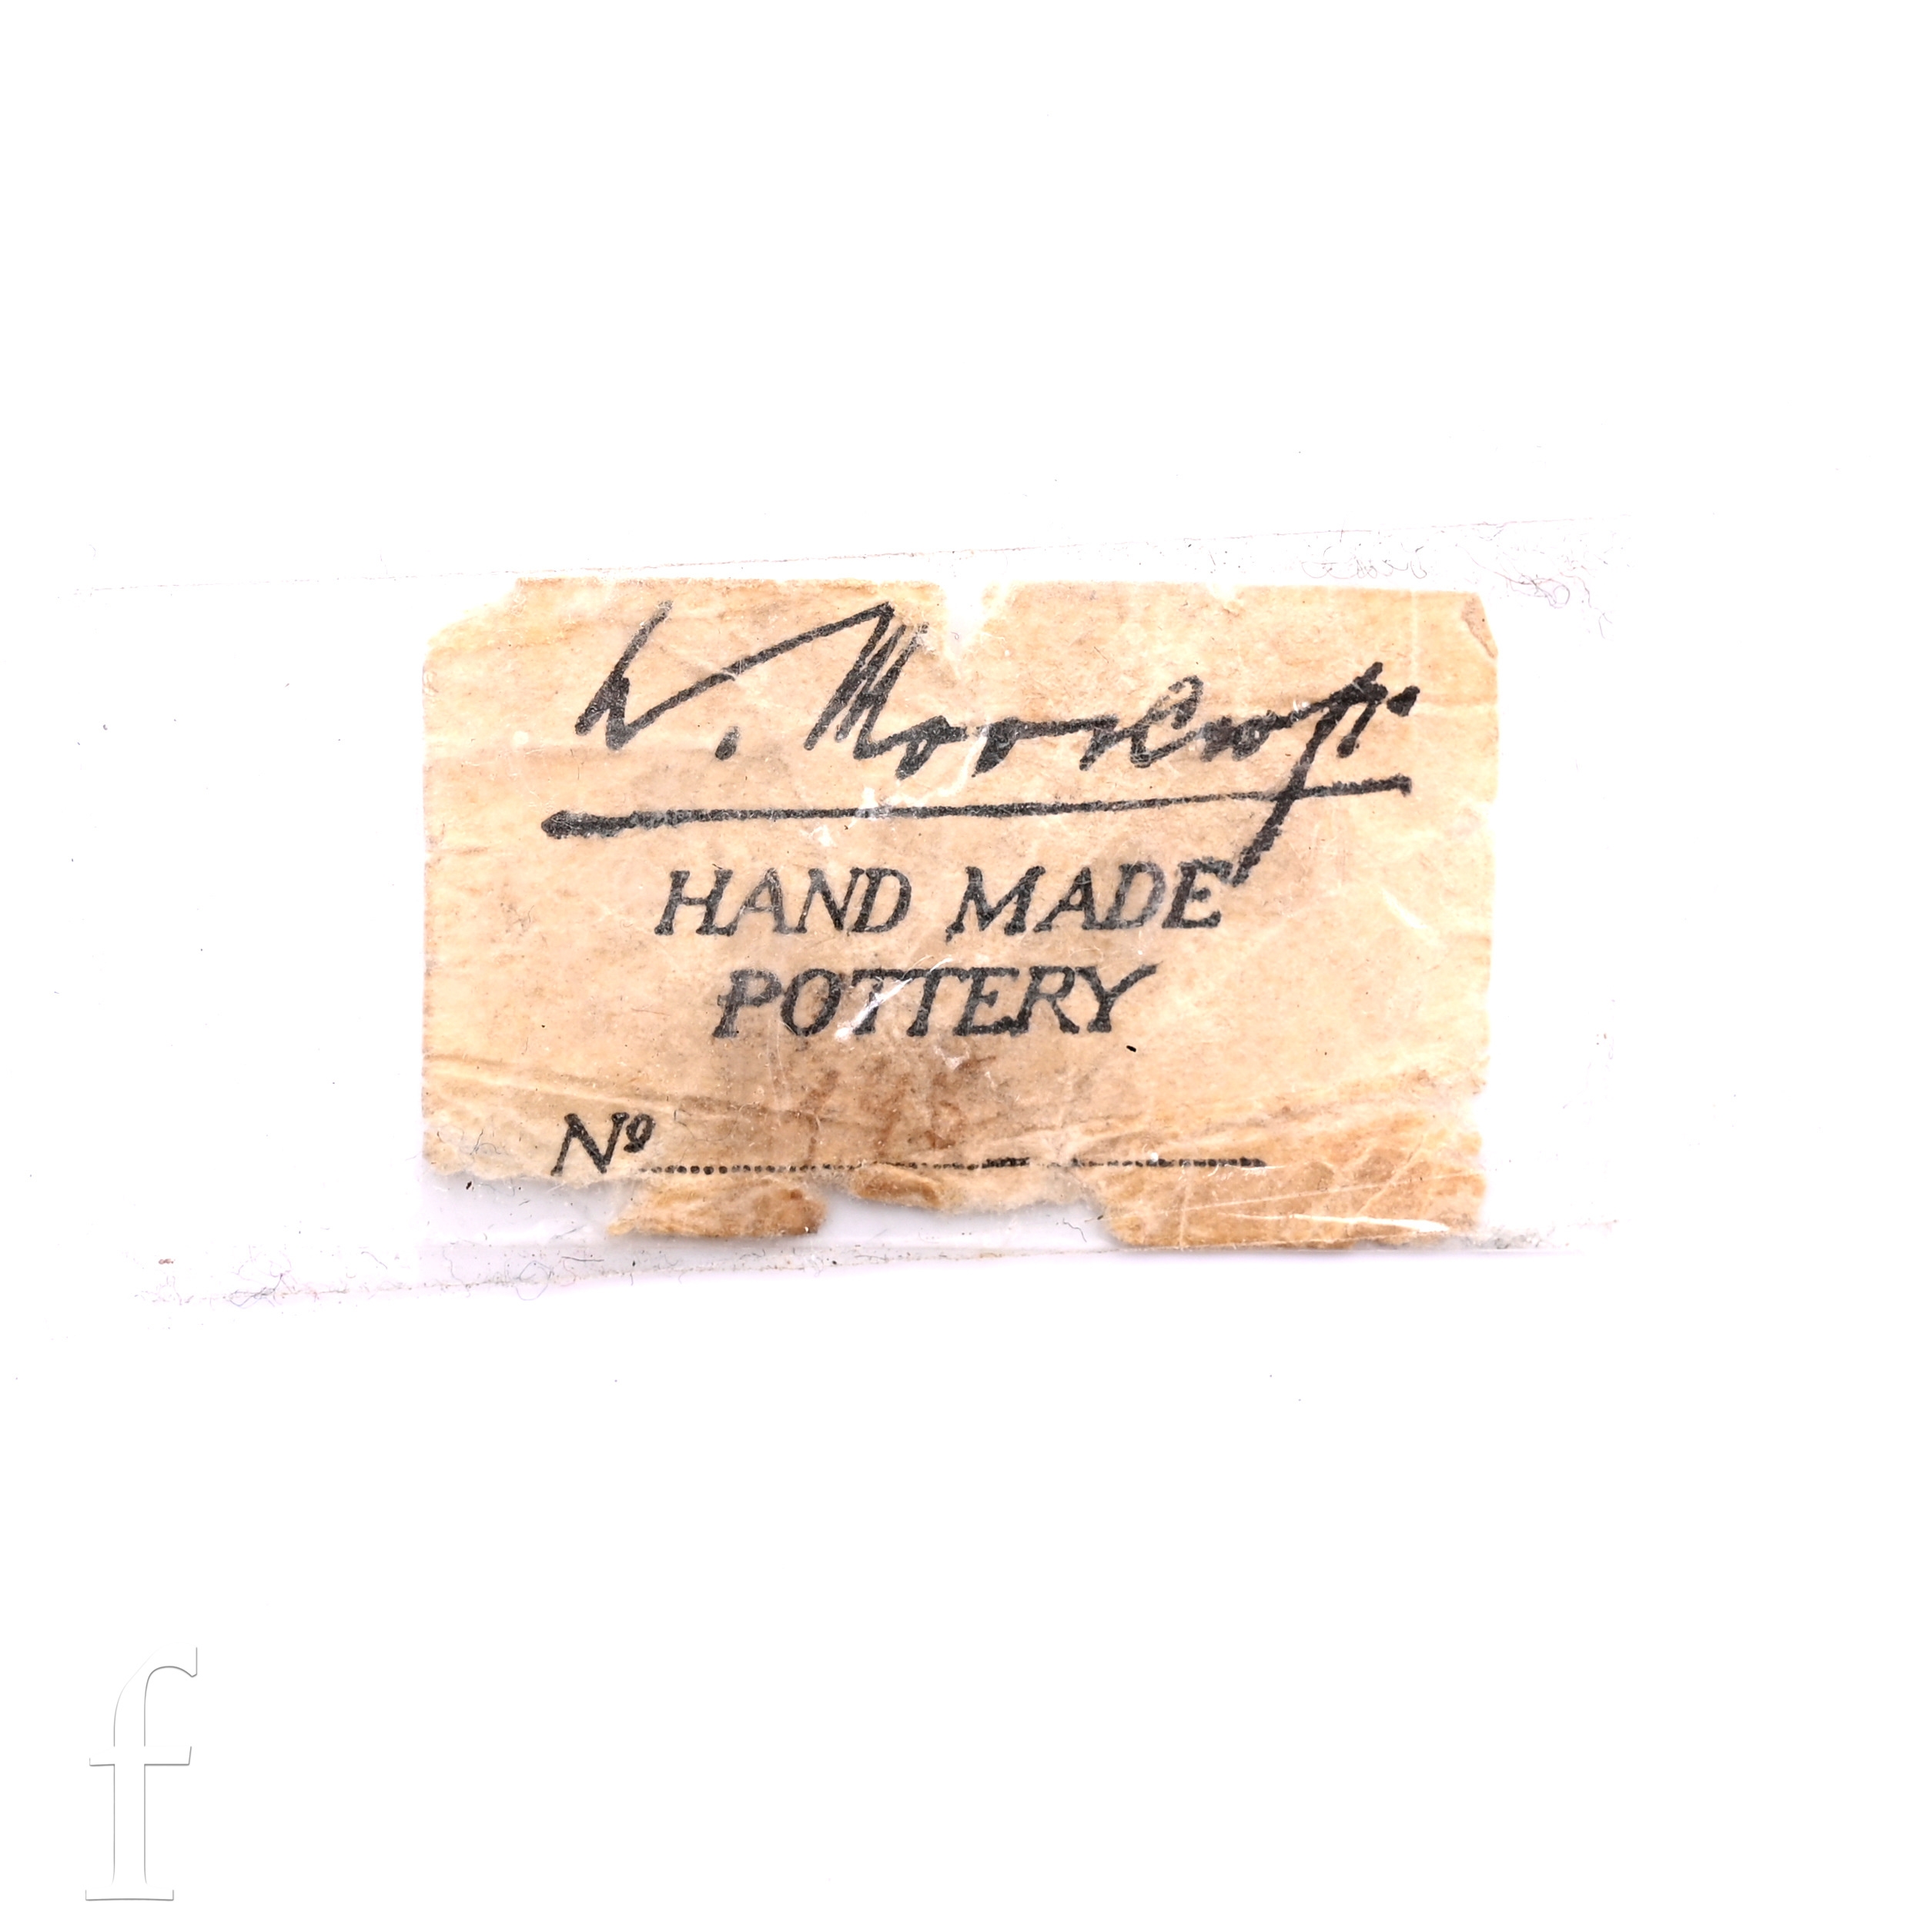 W. Moorcroft
HAND MADE
POTTERY
Nº
f